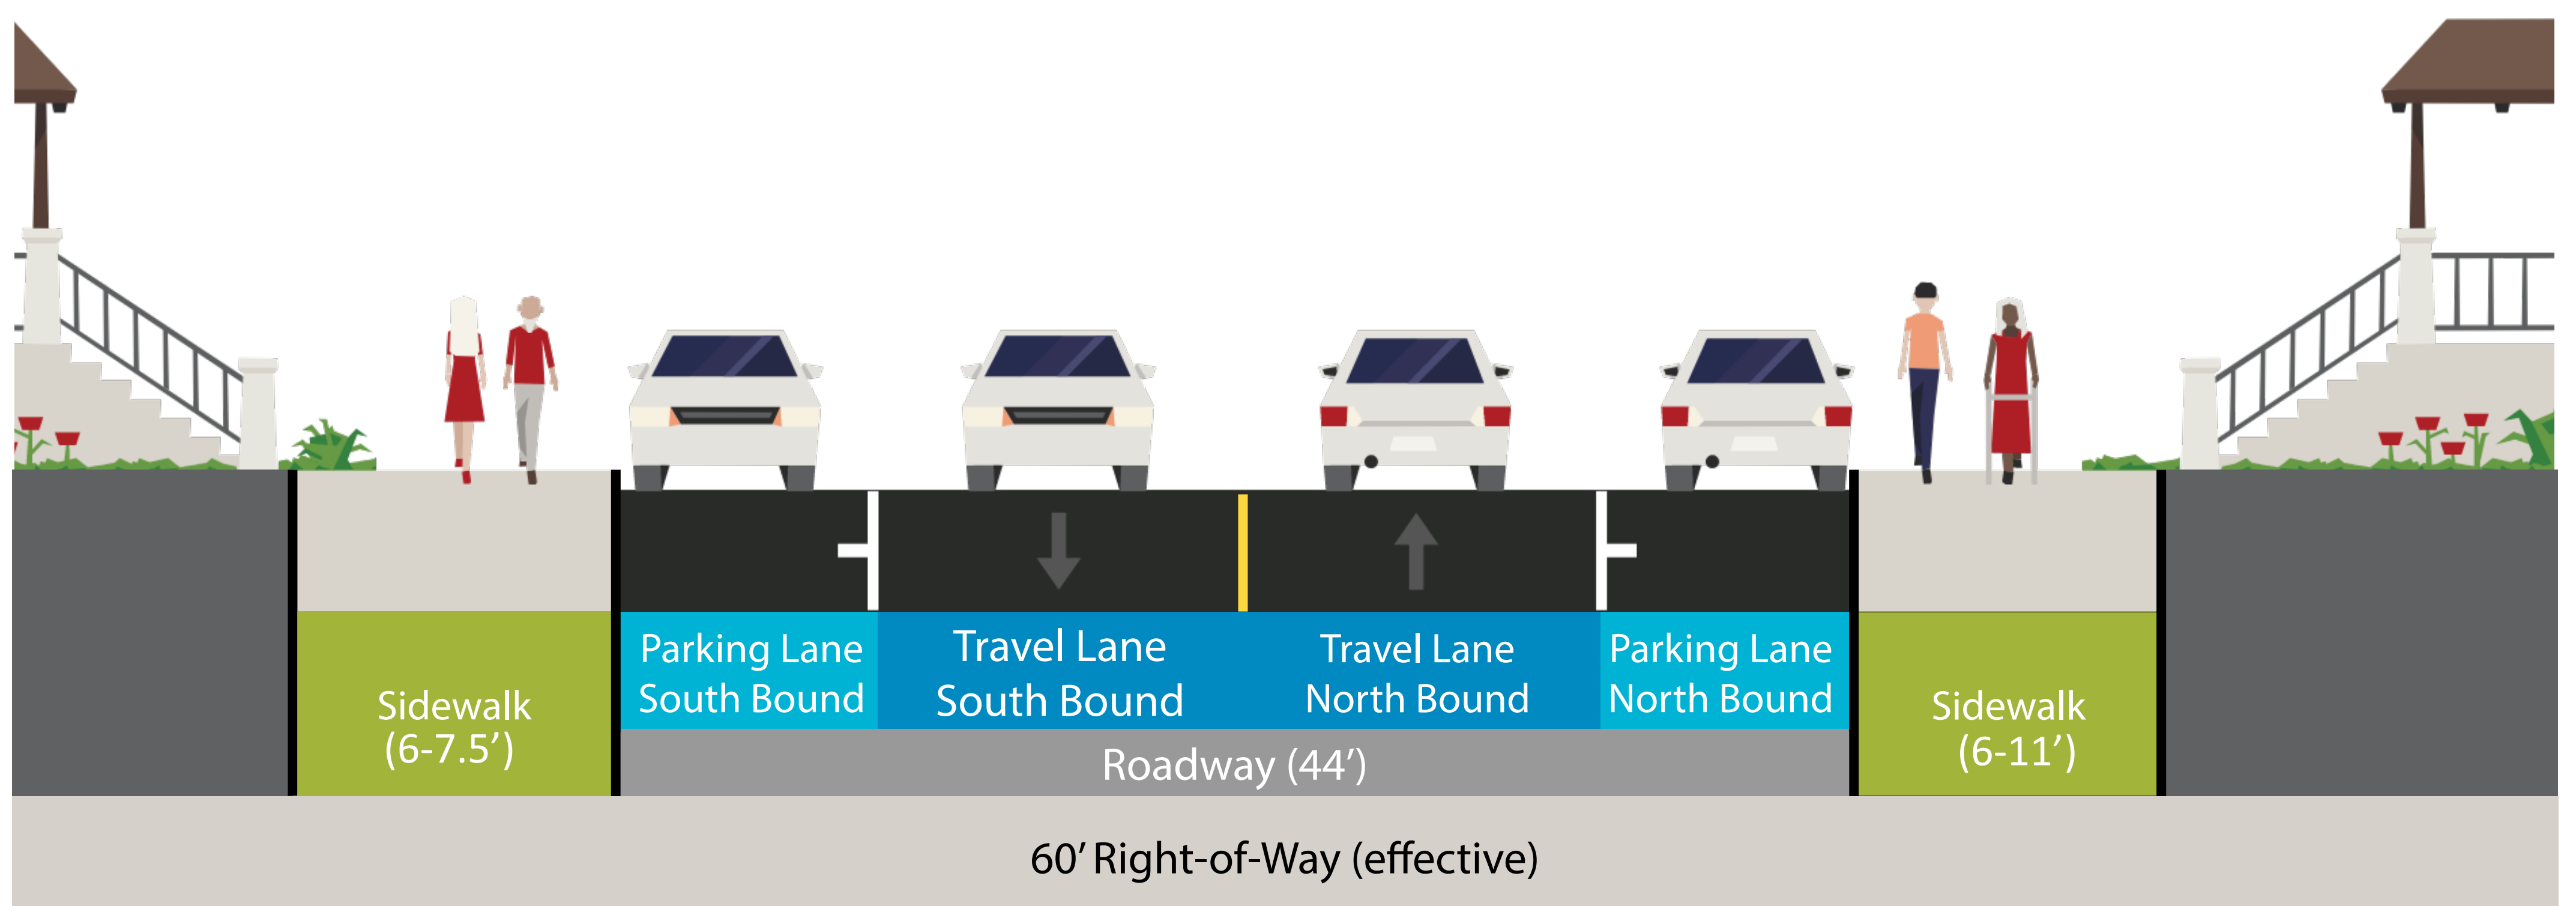 Parking Lane
South Bound
Travel Lane
South Bound
Travel Lane
North Bound
Parking Lane
North Bound
Sidewalk
(6-7.5’)
Sidewalk
(6-11’)
Roadway (44’)
60’ Right-of-Way (effective)